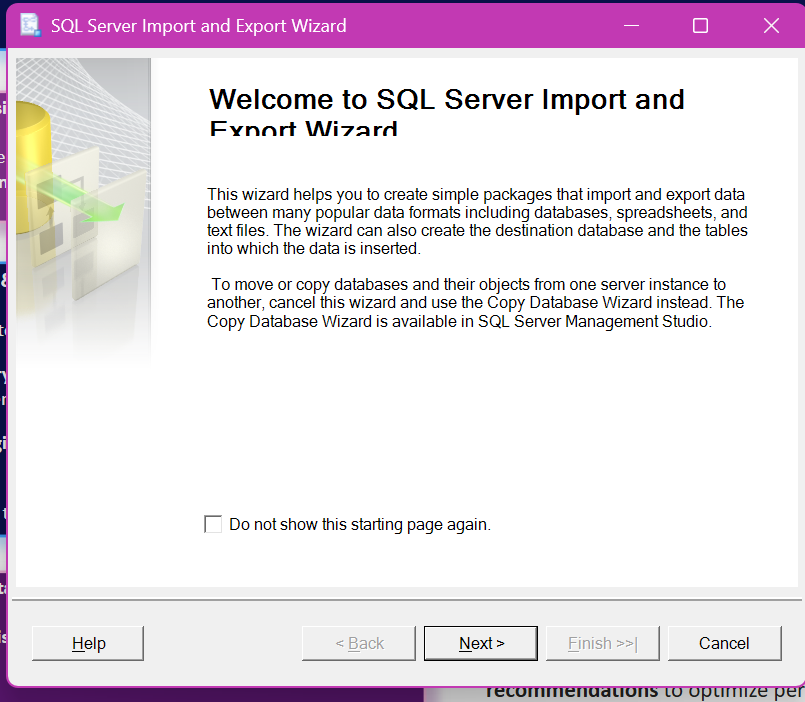 SQL Server Import and Export Wizard
Welcome to SQL Server Import and
Export Wizard
This wizard helps you to create simple packages that import and export data
between many popular data formats including databases, spreadsheets, and
text files. The wizard can also create the destination database and the tables
into which the data is inserted.
To move or copy databases and their objects from one server instance to
another, cancel this wizard and use the Copy Database Wizard instead. The
Copy Database Wizard is available in SQL Server Management Studio.
Do not show this starting page again.
Help
< Back
Next >
Finish >>|
Cancel
recommendations to optimize per